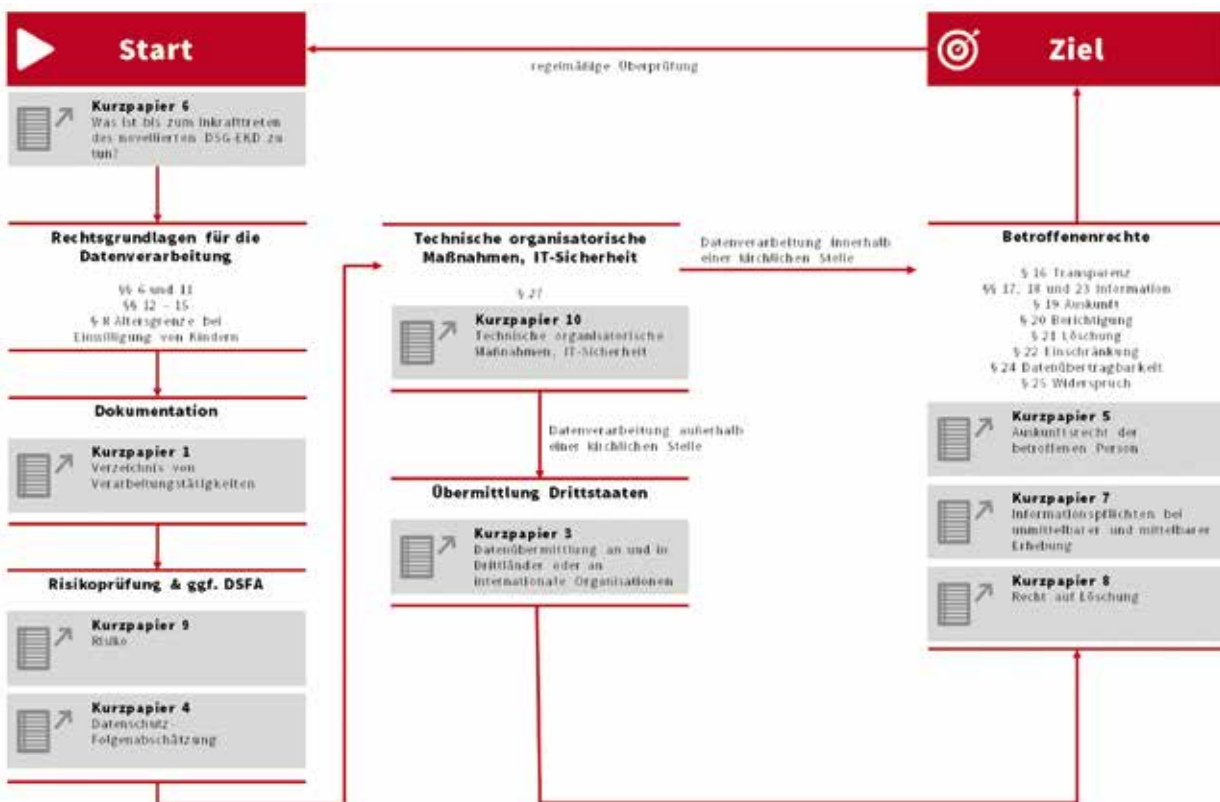 Start
Kurzpapier 6
Was ist bis zum Inkrafttreten
des novellierten DSG-EKD zu
tun?
Rechtsgrundlagen für die
Datenverarbeitung
§§ 6 und 11
§§ 12 – 15
§ 8 Altersgrenze bei
Einwilligung von Kindern
Dokumentation
Kurzpapier 1
Verzeichnis von
Verarbeitungstätigkeiten
Risikoprüfung & ggf. DSFA
Kurzpapier 9
Risiko
Kurzpapier 4
Datenschutz-
Folgenabschätzung
regelmäßige Überprüfung
Technische organisatorische
Maßnahmen, IT-Sicherheit
§ 27
Kurzpapier 10
Technische organisatorische
Maßnahmen, IT-Sicherheit
Datenverarbeitung innerhalb
einer kirchlichen Stelle
Datenverarbeitung außerhalb
einer kirchlichen Stelle
Übermittlung Drittstaaten
Kurzpapier 3
Datenübermittlung an und in
Drittländer oder an
internationale Organisationen
Ziel
Betroffenenrechte
§ 16 Transparenz
§§ 17, 18 und 23 Information
§ 19 Auskunft
§ 20 Berichtigung
§ 21 Löschung
§ 22 Einschränkung
§ 24 Datenübertragbarkeit
§ 25 Widerspruch
Kurzpapier 5
Auskunftsrecht der
betroffenen Person
Kurzpapier 7
Informationspflichten bei
unmittelbarer und mittelbarer
Erhebung
Kurzpapier 8
Recht auf Löschung